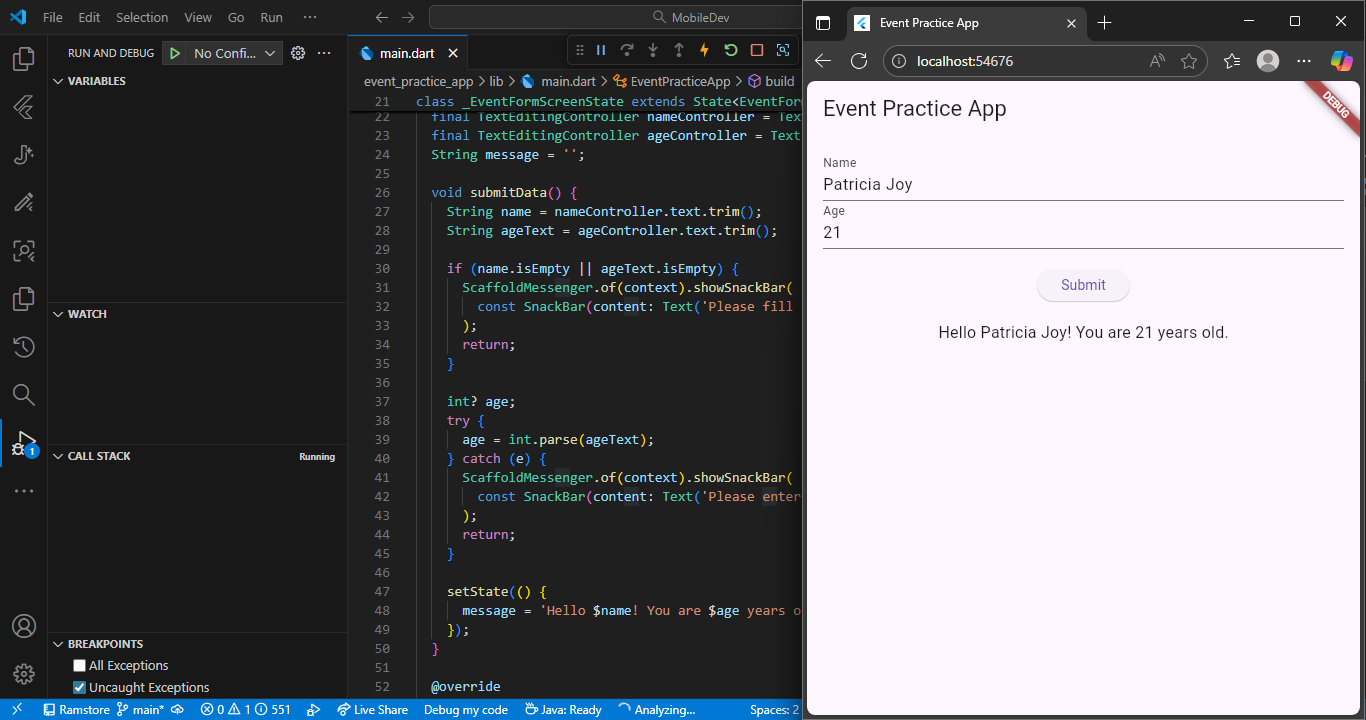 File Edit Selection View Go Run ···
MobileDev
RUN AND DEBUG No Confi...
VARIABLES
WATCH
CALL STACK Running
BREAKPOINTS
All Exceptions
Uncaught Exceptions
1
main.dart
event_practice_app > lib > main.dart > EventPracticeApp > build
21 class _EventFormScreenState extends State<EventFor
22 final TextEditingController nameController = Tex
23 final TextEditingController ageController = Text
24 String message = '';
25
26 void submitData() {
27 String name = nameController.text.trim();
28 String ageText = ageController.text.trim();
29
30 if (name.isEmpty || ageText.isEmpty) {
31 ScaffoldMessenger.of(context).showSnackBar(
32 const SnackBar(content: Text('Please fill
33 );
34 return;
35 }
36
37 int? age;
38 try {
39 age = int.parse(ageText);
40 } catch (e) {
41 ScaffoldMessenger.of(context).showSnackBar(
42 const SnackBar(content: Text('Please enter
43 );
44 return;
45 }
46
47 setState(() {
48 message = 'Hello $name! You are $age years o
49 });
50 }
51
52 @override
Ramstore main* 0 1 551 Live Share Debug my code Java: Ready Analyzing... Spaces: 2
Event Practice App
localhost:54676
DEBUG
Event Practice App
Name
Patricia Joy
Age
21
Submit
Hello Patricia Joy! You are 21 years old.